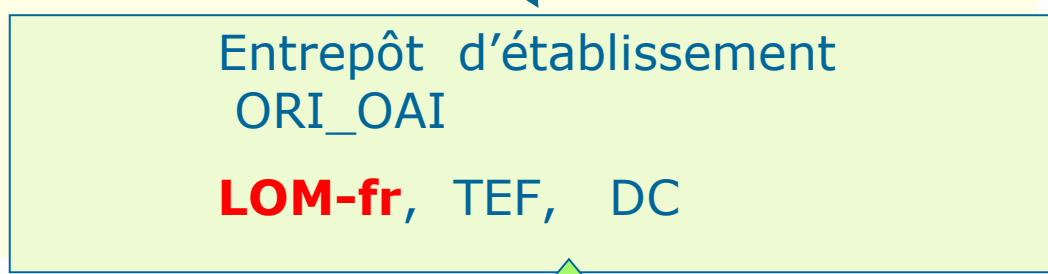 Entrepôt d’établissement
ORI_OAI
LOM-fr, TEF, DC